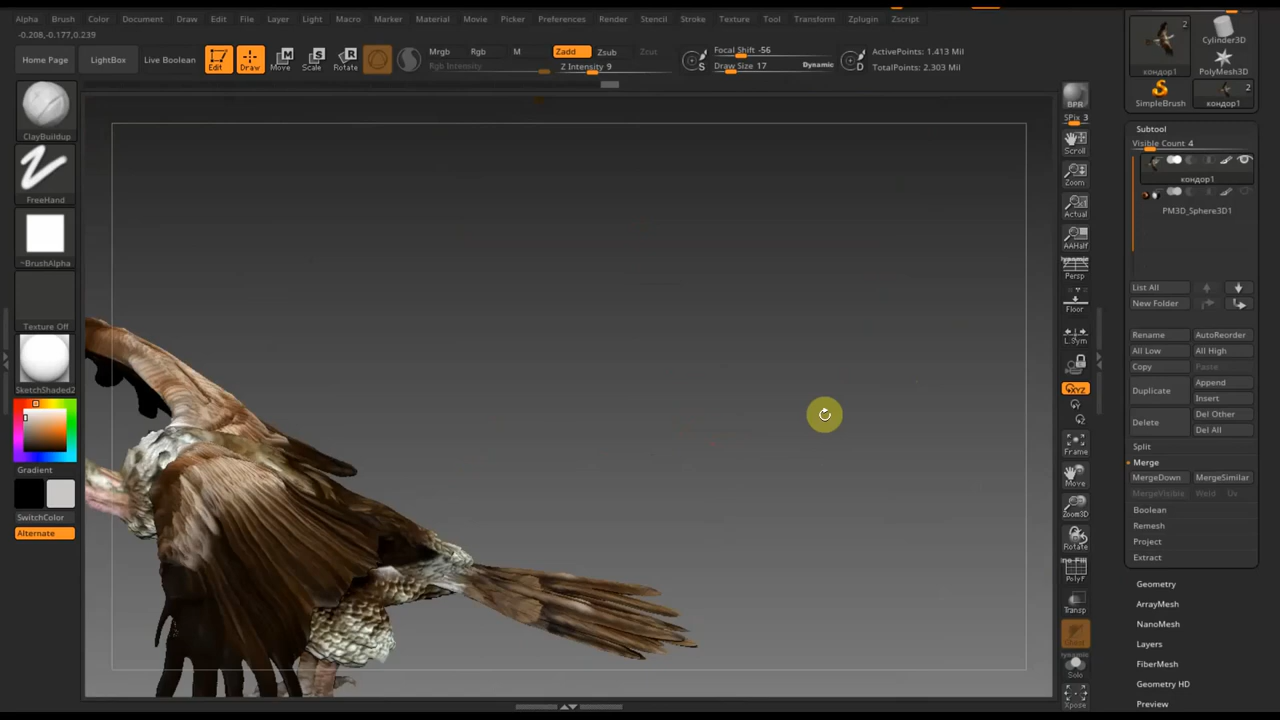 Alpha Brush Color Document Draw Edit File Layer Light Macro Marker Material Movie Picker Preferences Render Stencil Stroke Texture Tool Transform Zplugin Zscript
-0.208,-0.177,0.239
Home Page LightBox Live Boolean Edit Draw Move Scale Rotate
Mrgb Rgb M Zadd Zsub Zcut
Rgb Intensity Z Intensity 9
Focal Shift -56
Draw Size 17 Dynamic
S
D
ActivePoints: 1.413 Mil
TotalPoints: 2.303 Mil
ClayBuildup
FreeHand
~BrushAlpha
Texture Off
SketchShaded2
Gradient
SwitchColor
Alternate
BPR
SPix 3
Scroll
Zoom
Actual
AAHalf
Persp
Floor
L.Sym
XYZ
Frame
Move
Zoom3D
Rotate
PolyF
Transp
Ghost
Solo
Xpose
2
кондор1
Cylinder3D
PolyMesh3D
SimpleBrush
2
кондор1
Subtool
Visible Count 4
кондор1
PM3D_Sphere3D1
List All
New Folder
Rename AutoReorder
All Low All High
Copy Paste
Duplicate Append
Insert
Delete Del Other
Del All
Split
Merge
MergeDown MergeSimilar
MergeVisible Weld Uv
Boolean
Remesh
Project
Extract
Geometry
ArrayMesh
NanoMesh
Layers
FiberMesh
Geometry HD
Preview